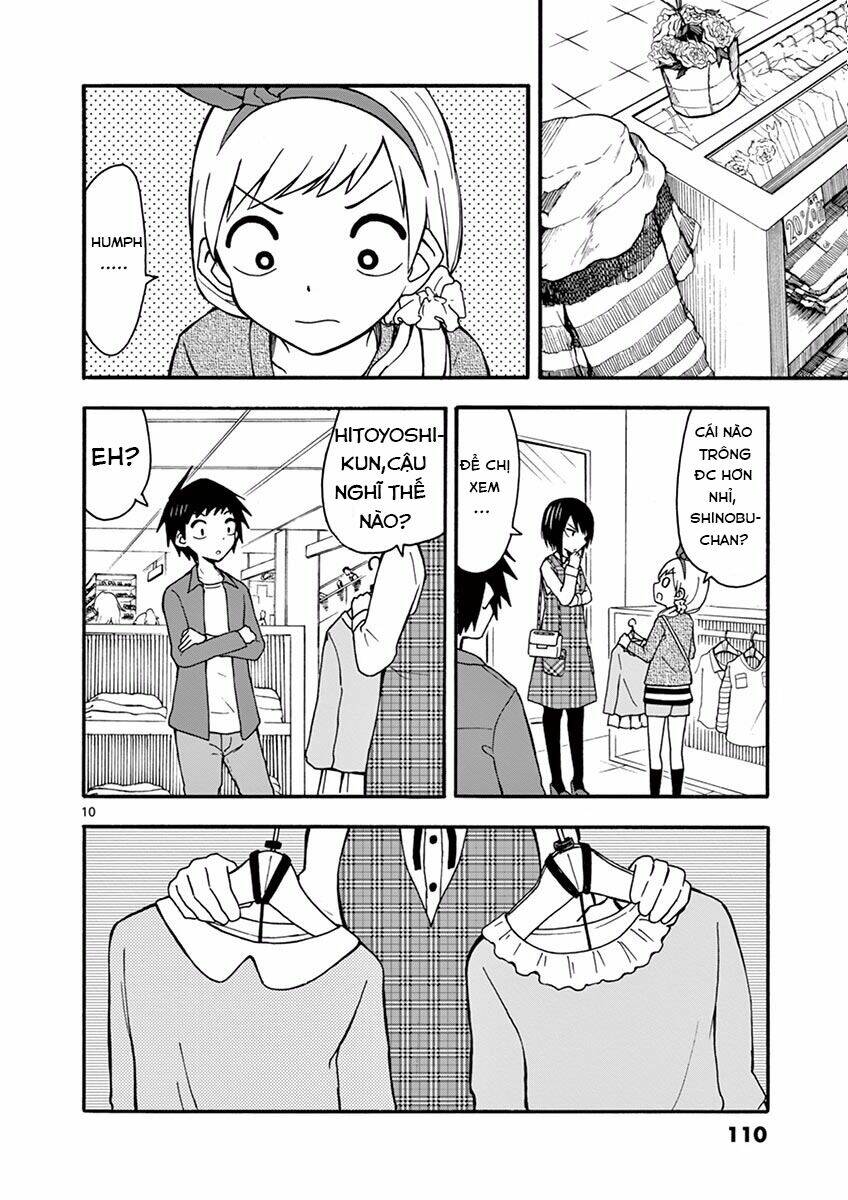 20% off
HUMPH
.....
CÁI NÀO
TRÔNG
ĐC HƠN
NHỈ,
SHINOBU-
CHAN?
ĐỂ CHỊ
XEM
...
HITOYOSHI-
KUN,CẬU
NGHĨ THẾ
NÀO?
EH?
10
110